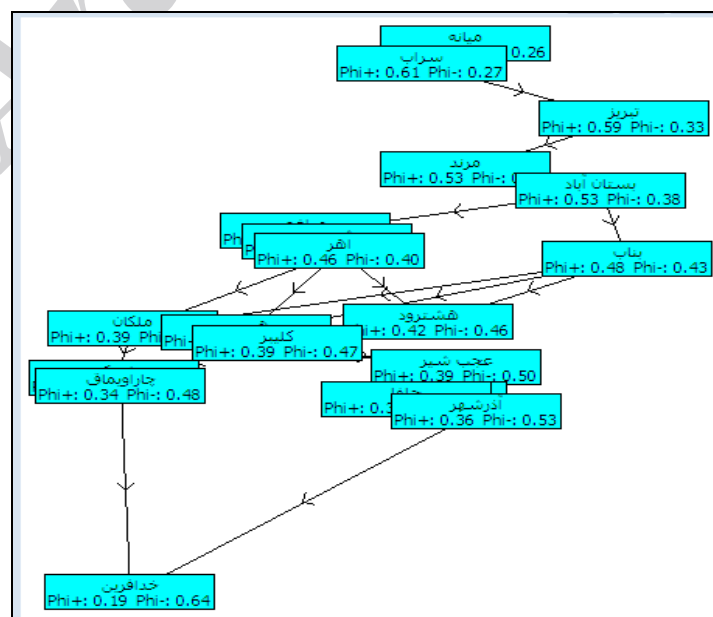 میانه
0.26
سراب
Phi+: 0.61 Phi-: 0.27
تبریز
Phi+: 0.59 Phi-: 0.33
مرند
Phi+: 0.53 Phi-:
بستان آباد
Phi+: 0.53 Phi-: 0.38
اهر
Phi+: 0.46 Phi-: 0.40
بناب
Phi+: 0.48 Phi-: 0.43
ملکان
Phi+: 0.39
هشترود
0.42 Phi-: 0.46
کلیبر
Phi+: 0.39 Phi-: 0.47
عجب شیر
Phi+: 0.39 Phi-: 0.50
چاراویماف
Phi+: 0.34 Phi-: 0.48
آذرشهر
Phi+: 0.36 Phi-: 0.53
خدافرین
Phi+: 0.19 Phi-: 0.64